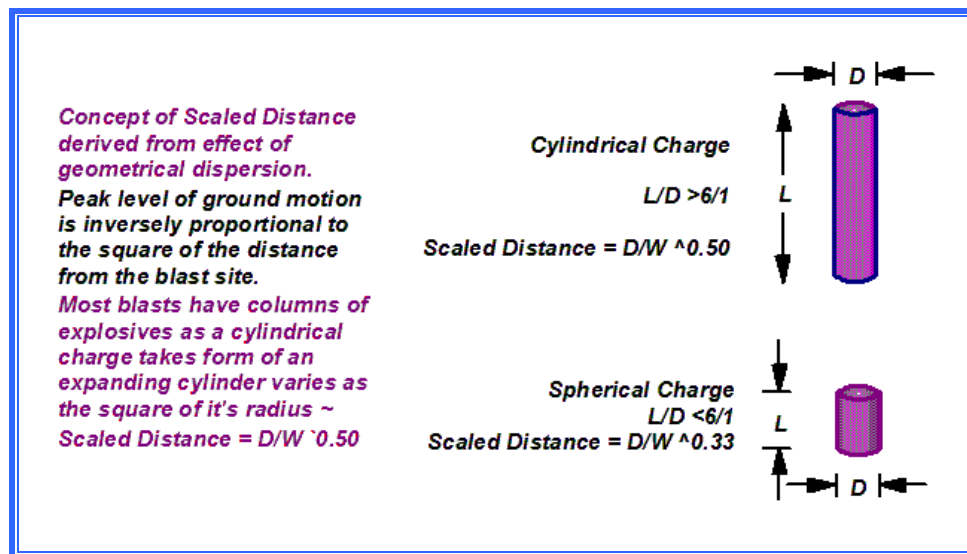 Concept of Scaled Distance
derived from effect of
geometrical dispersion.
Peak level of ground motion
is inversely proportional to
the square of the distance
from the blast site.
Most blasts have columns of
explosives as a cylindrical
charge takes form of an
expanding cylinder varies as
the square of it's radius ~
Scaled Distance = D/W `0.50
D
Cylindrical Charge
L/D >6/1
L
Scaled Distance = D/W ^0.50
Spherical Charge
L/D <6/1
L
Scaled Distance = D/W ^0.33
D